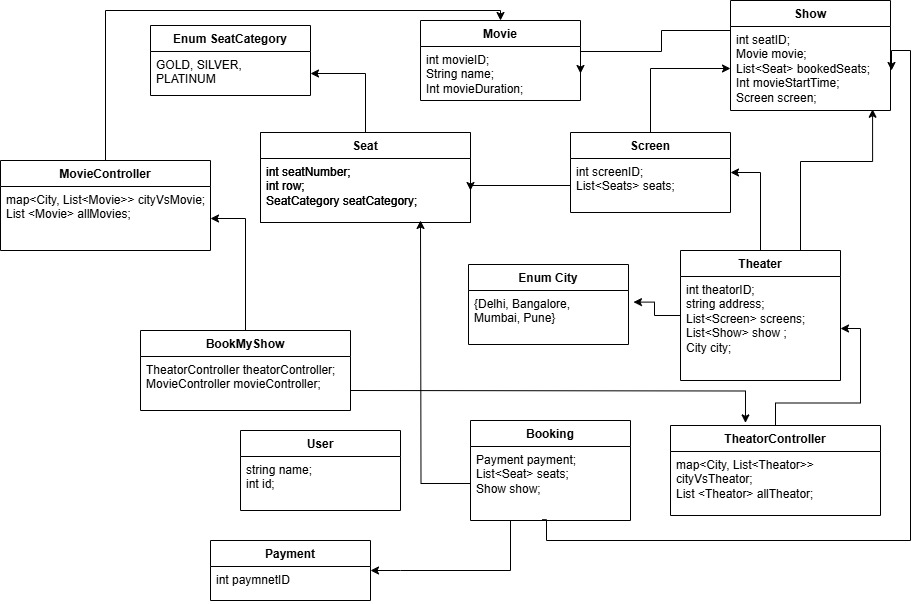 Enum SeatCategory
GOLD, SILVER,
PLATINUM
Movie
int movieID;
String name;
Int movieDuration;
Show
int seatID;
Movie movie;
List<Seat> bookedSeats;
Int movieStartTime;
Screen screen;
MovieController
map<City, List<Movie>> cityVsMovie;
List <Movie> allMovies;
Seat
int seatNumber;
int row;
SeatCategory seatCategory;
Screen
int screenID;
List<Seats> seats;
Enum City
{Delhi, Bangalore,
Mumbai, Pune}
Theater
int theatorID;
string address;
List<Screen> screens;
List<Show> show ;
City city;
BookMyShow
TheatorController theatorController;
MovieController movieController;
User
string name;
int id;
Booking
Payment payment;
List<Seat> seats;
Show show;
TheatorController
map<City, List<Theator>>
cityVsTheator;
List <Theator> allTheator;
Payment
int paymnetID